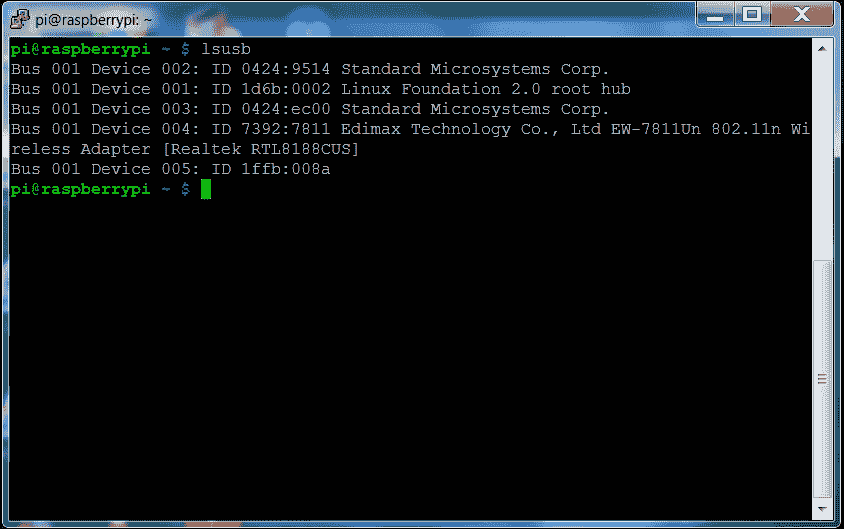 pi@raspberrypi: ~
pi@raspberrypi ~ $ lsusb
Bus 001 Device 002: ID 0424:9514 Standard Microsystems Corp.
Bus 001 Device 001: ID 1d6b:0002 Linux Foundation 2.0 root hub
Bus 001 Device 003: ID 0424:ec00 Standard Microsystems Corp.
Bus 001 Device 004: ID 7392:7811 Edimax Technology Co., Ltd EW-7811Un 802.11n Wi
reless Adapter [Realtek RTL8188CUS]
Bus 001 Device 005: ID 1ffb:008a
pi@raspberrypi ~ $